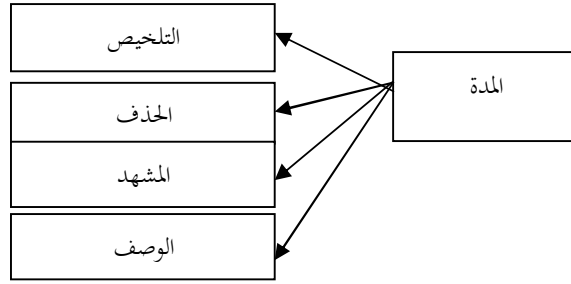 التلخيص
المدة
الحذف
المشهد
الوصف